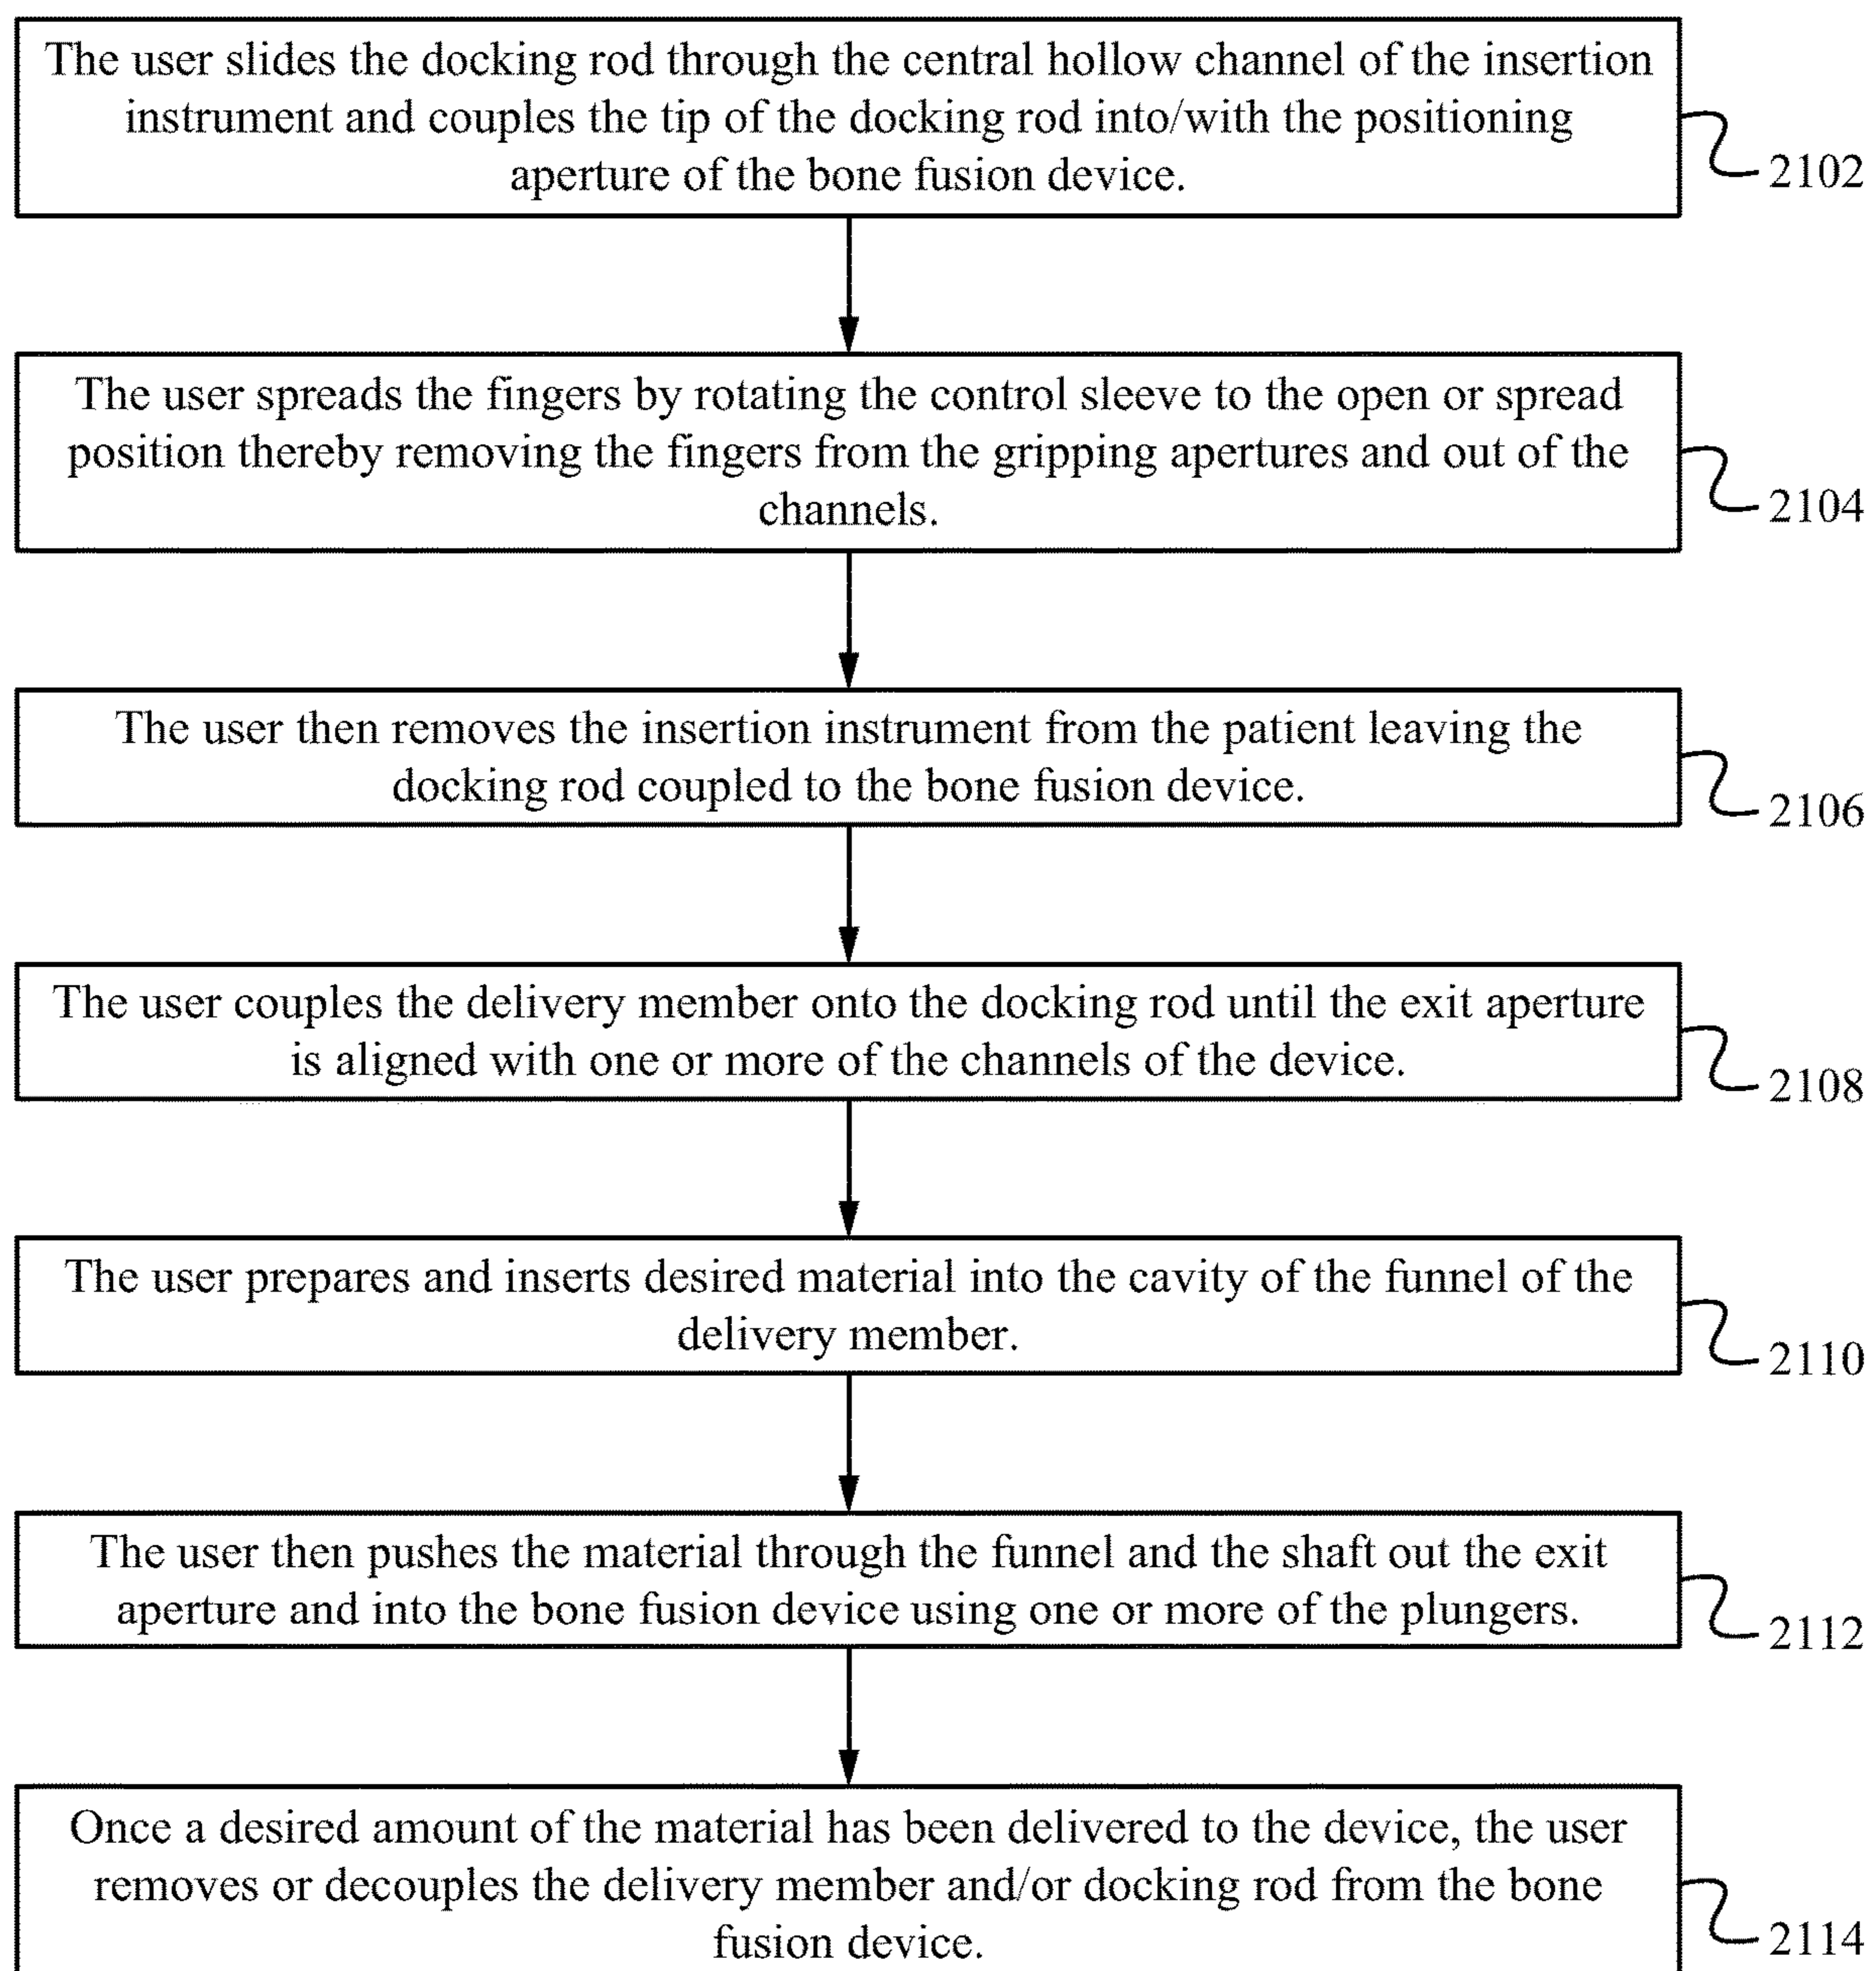 The user slides the docking rod through the central hollow channel of the insertion
instrument and couples the tip of the docking rod into/with the positioning
aperture of the bone fusion device.
2102
The user spreads the fingers by rotating the control sleeve to the open or spread
position thereby removing the fingers from the gripping apertures and out of the
channels.
2104
The user then removes the insertion instrument from the patient leaving the
docking rod coupled to the bone fusion device.
2106
The user couples the delivery member onto the docking rod until the exit aperture
is aligned with one or more of the channels of the device.
2108
The user prepares and inserts desired material into the cavity of the funnel of the
delivery member.
2110
The user then pushes the material through the funnel and the shaft out the exit
aperture and into the bone fusion device using one or more of the plungers.
2112
Once a desired amount of the material has been delivered to the device, the user
removes or decouples the delivery member and/or docking rod from the bone
fusion device.
2114